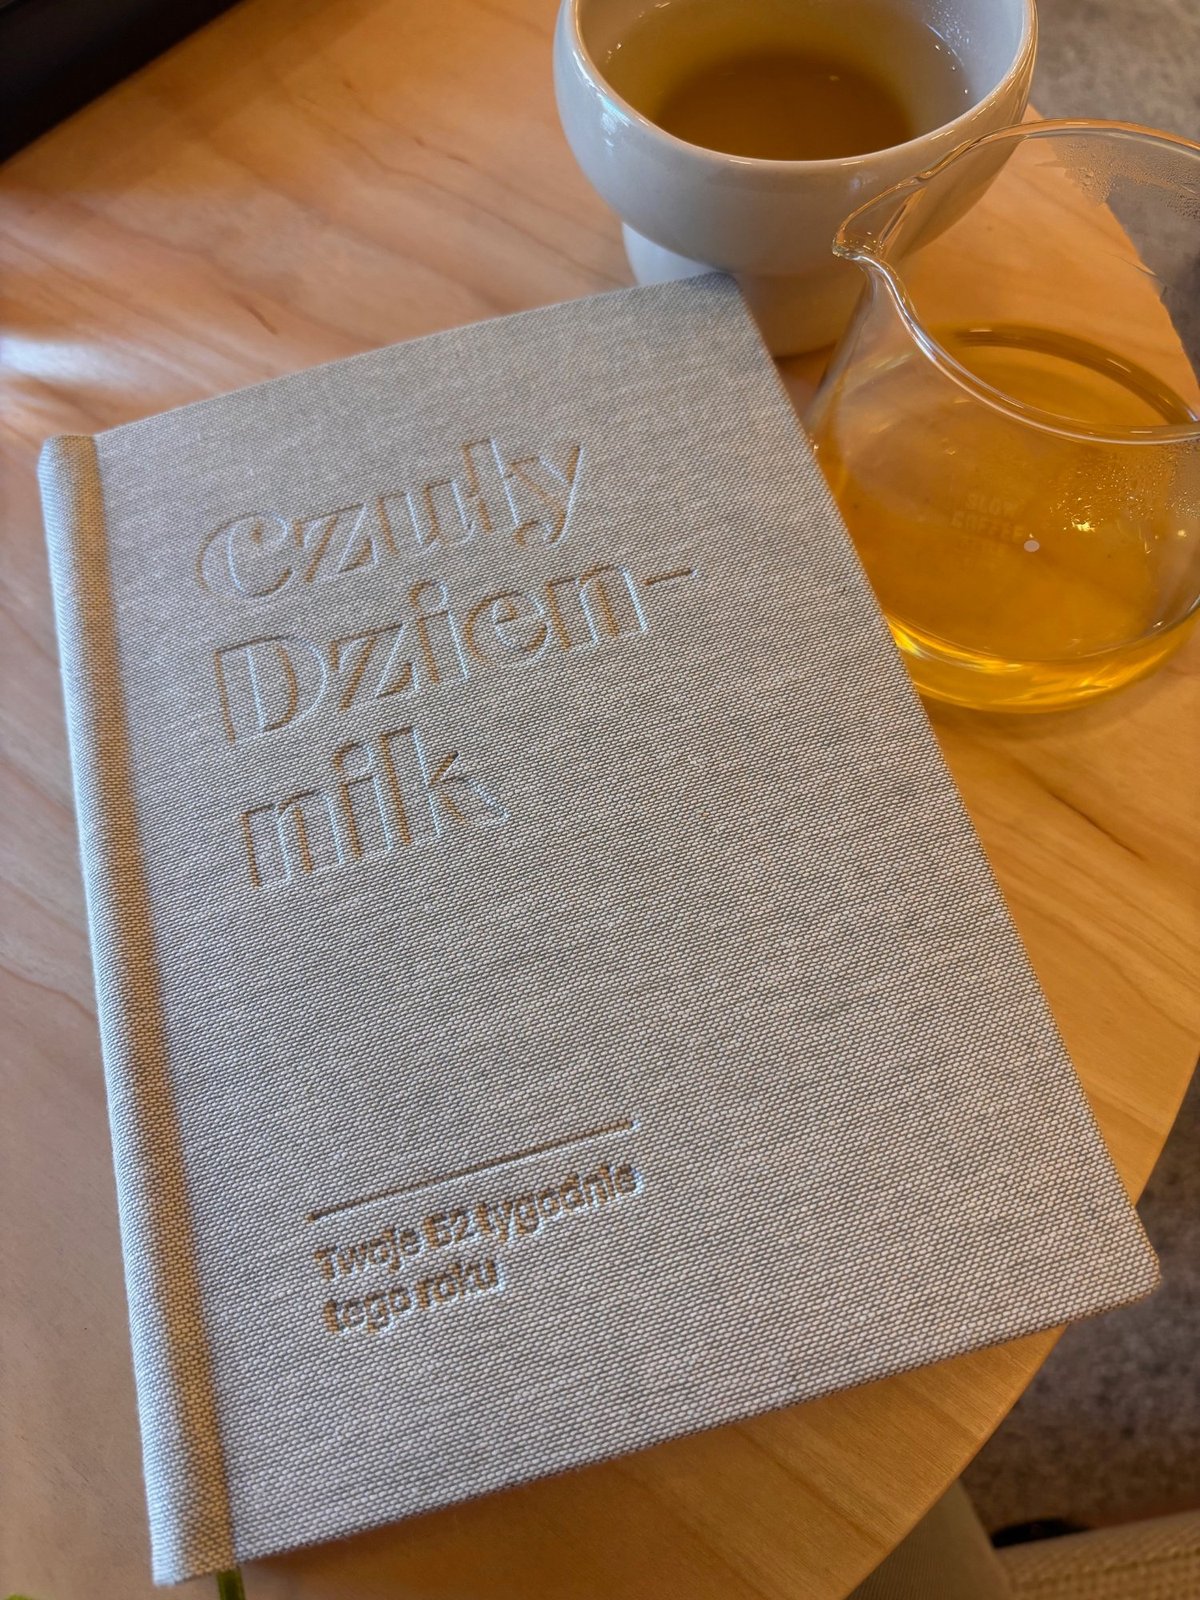 Czuły
Dzien-
nik
Twoje 52 tygodnie
tego roku